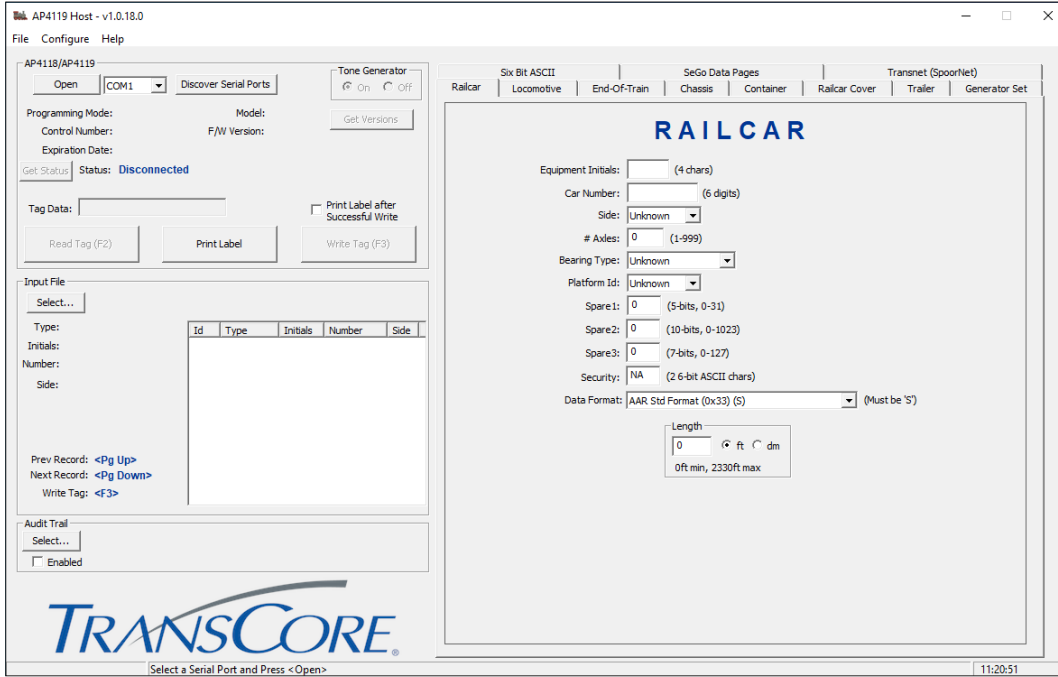 AP4119 Host - v1.0.18.0
File Configure Help
AP4118/AP4119
Open COM1 Discover Serial Ports
Tone Generator
On Off
Programming Mode: Model: Get Versions
Control Number: F/W Version:
Expiration Date:
Get Status Status: Disconnected
Tag Data: Print Label after
Successful Write
Read Tag (F2) Print Label Write Tag (F3)
Input File
Select...
Type:
Initials:
Number:
Side:
Id Type Initials Number Side
Prev Record: <Pg Up>
Next Record: <Pg Down>
Write Tag: <F3>
Audit Trail
Select...
Enabled
TRANSCORE®
Six Bit ASCII SeGo Data Pages Transnet (SpoorNet)
Railcar Locomotive End-Of-Train Chassis Container Railcar Cover Trailer Generator Set
RAILCAR
Equipment Initials: (4 chars)
Car Number: (6 digits)
Side: Unknown
# Axles: 0 (1-999)
Bearing Type: Unknown
Platform Id: Unknown
Spare1: 0 (5-bits, 0-31)
Spare2: 0 (10-bits, 0-1023)
Spare3: 0 (7-bits, 0-127)
Security: NA (2 6-bit ASCII chars)
Data Format: AAR Std Format (0x33) (S) (Must be 'S')
Length
0 ft dm
0ft min, 2330ft max
Select a Serial Port and Press <Open> 11:20:51